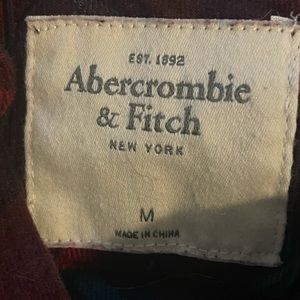 EST. 1892
Abercrombie
& Fitch
NEW YORK
M
MADE IN CHINA